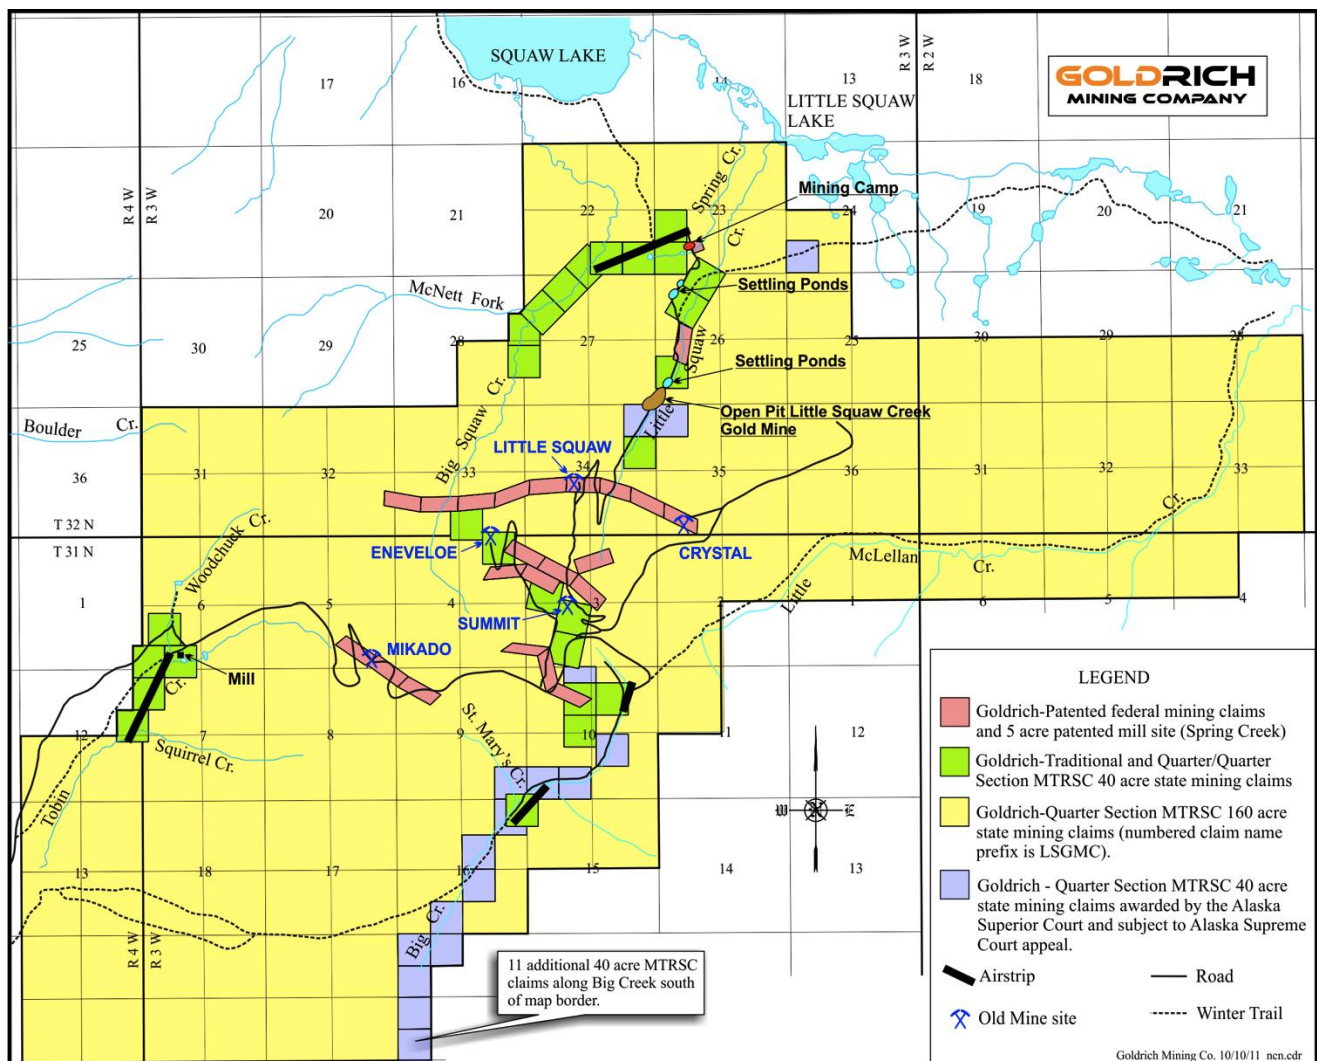 SQUAW LAKE
17
16
14
13
18
R 3 W
R 2 W
GOLDRICH
MINING COMPANY
LITTLE SQUAW
LAKE
R 4 W
R 3 W
20
21
22
Spring Cr.
23
Mining Camp
24
19
20
21
Cr.
McNett Fork
Settling Ponds
25
30
29
28
27
26
25
30
29
28
Squaw
Settling Ponds
Boulder Cr.
Big Squaw Cr.
Little
Open Pit Little Squaw Creek
Gold Mine
LITTLE SQUAW
36
31
32
33
34
35
36
31
32
33
T 32 N
T 31 N
Woodchuck Cr.
ENEVELOE
CRYSTAL
McLellan
Cr.
Little
1
6
5
4
3
2
1
6
5
4
SUMMIT
MIKADO
Mill
Cr.
St. Mary's Cr.
12
7
8
9
10
11
12
Squirrel Cr.
Tobin
W
E
13
18
17
16
15
14
13
Big Cr.
R 4 W
R 3 W
11 additional 40 acre MTRSC
claims along Big Creek south
of map border.
LEGEND
Goldrich-Patented federal mining claims
and 5 acre patented mill site (Spring Creek)
Goldrich-Traditional and Quarter/Quarter
Section MTRSC 40 acre state mining claims
Goldrich-Quarter Section MTRSC 160 acre
state mining claims (numbered claim name
prefix is LSGMC).
Goldrich - Quarter Section MTRSC 40 acre
state mining claims awarded by the Alaska
Superior Court and subject to Alaska Supreme
Court appeal.
Airstrip
Road
Old Mine site
Winter Trail
Goldrich Mining Co. 10/10/11 ncn.cdr